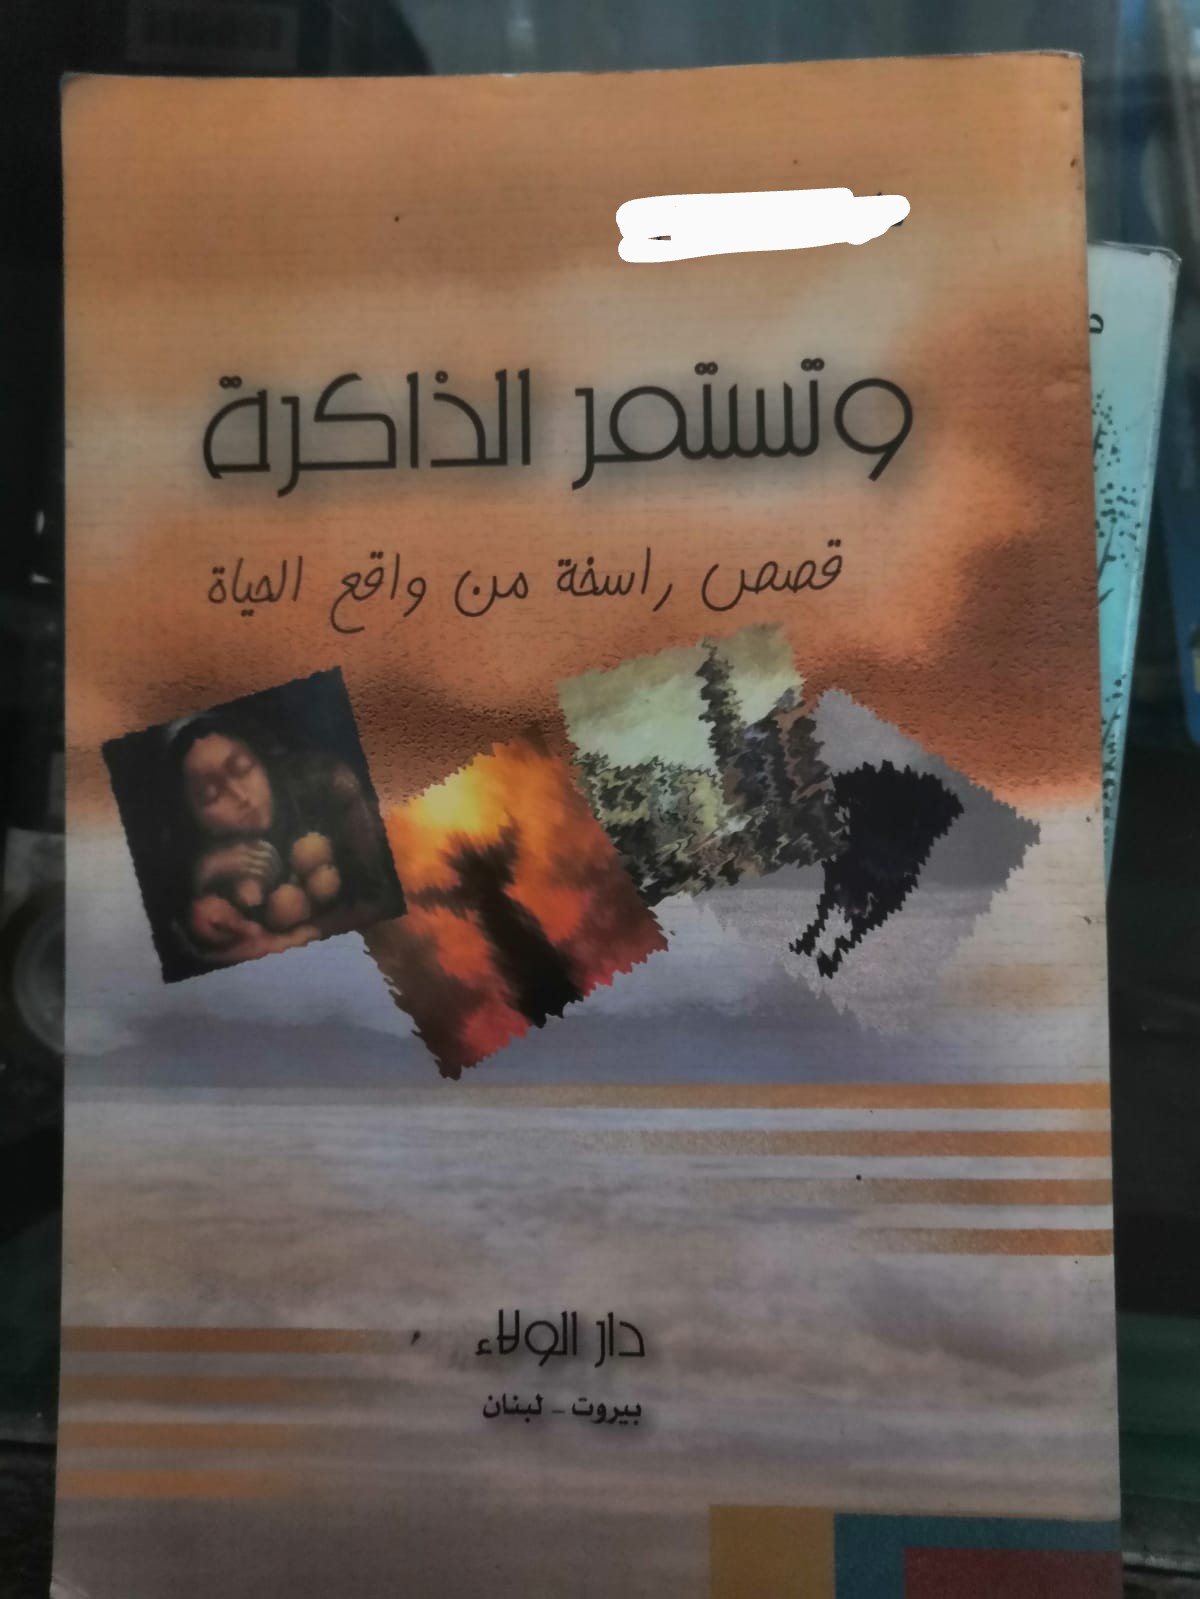 وتستمر الذاكرة
قصص راسخة من واقع الحياة
دار الولاء
بيروت - لبنان